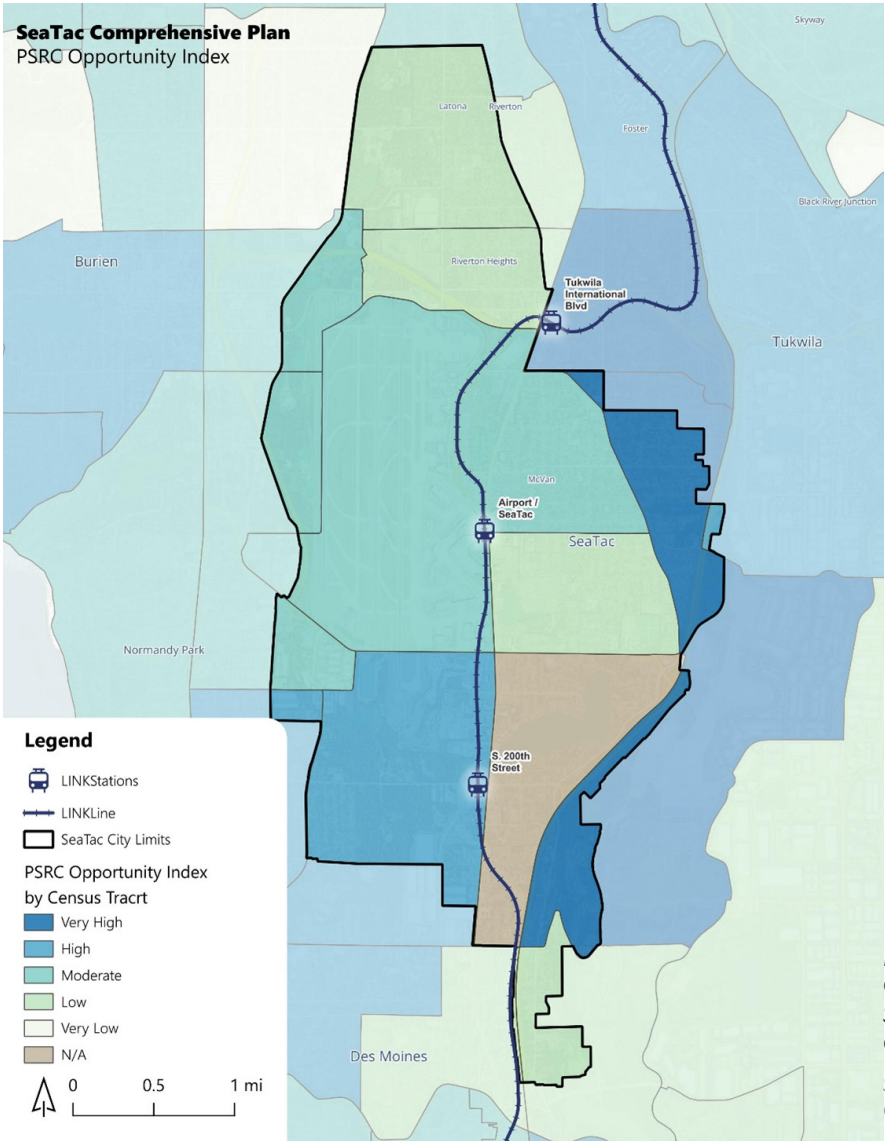 SeaTac Comprehensive Plan
PSRC Opportunity Index
Skyway
Latona
Riverton
Foster
Black River Junction
Burien
Riverton Heights
Tukwila
International
Blvd
Tukwila
McVan
Airport /
SeaTac
SeaTac
Normandy Park
S. 200th
Street
Des Moines
Legend
LINKStations
LINKLine
SeaTac City Limits
PSRC Opportunity Index
by Census Tracrt
Very High
High
Moderate
Low
Very Low
N/A
0 0.5 1 mi